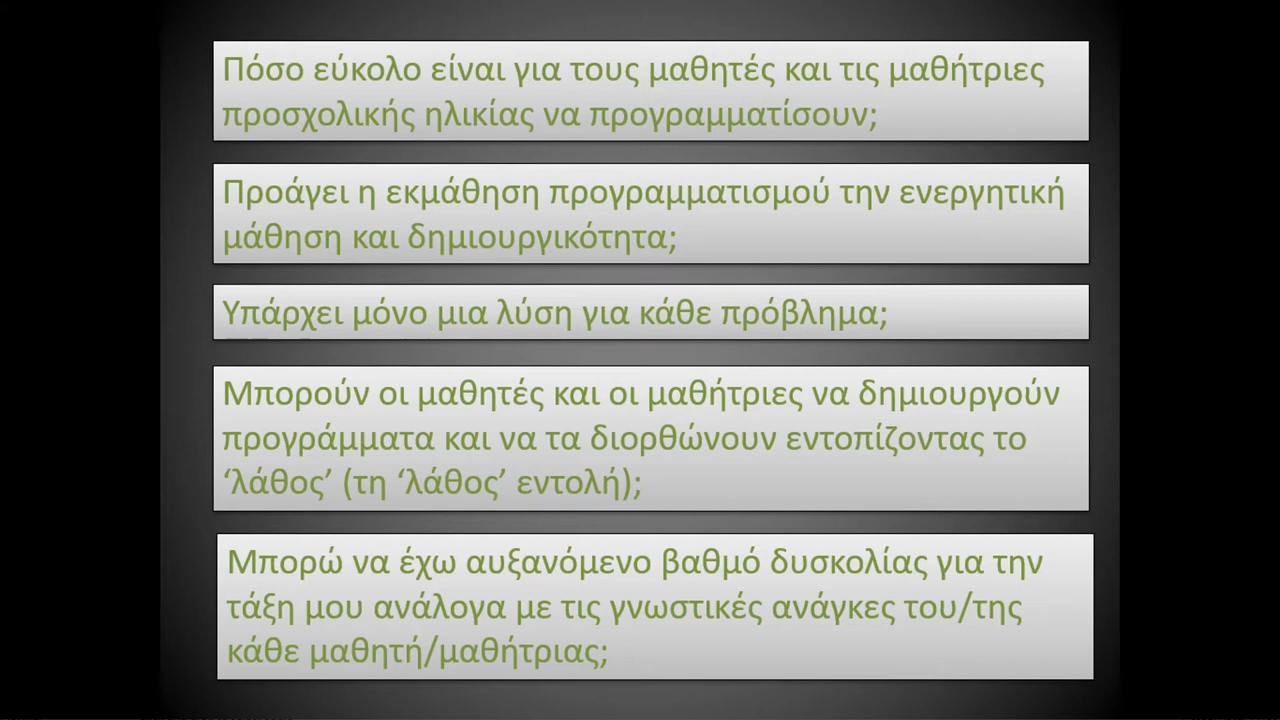 Πόσο εύκολο είναι για τους μαθητές και τις μαθήτριες
προσχολικής ηλικίας να προγραμματίσουν;
Προάγει η εκμάθηση προγραμματισμού την ενεργητική
μάθηση και δημιουργικότητα;
Υπάρχει μόνο μια λύση για κάθε πρόβλημα;
Μπορούν οι μαθητές και οι μαθήτριες να δημιουργούν
προγράμματα και να τα διορθώνουν εντοπίζοντας το
‘λάθος’ (τη ‘λάθος’ εντολή);
Μπορώ να έχω αυξανόμενο βαθμό δυσκολίας για την
τάξη μου ανάλογα με τις γνωστικές ανάγκες του/της
κάθε μαθητή/μαθήτριας;